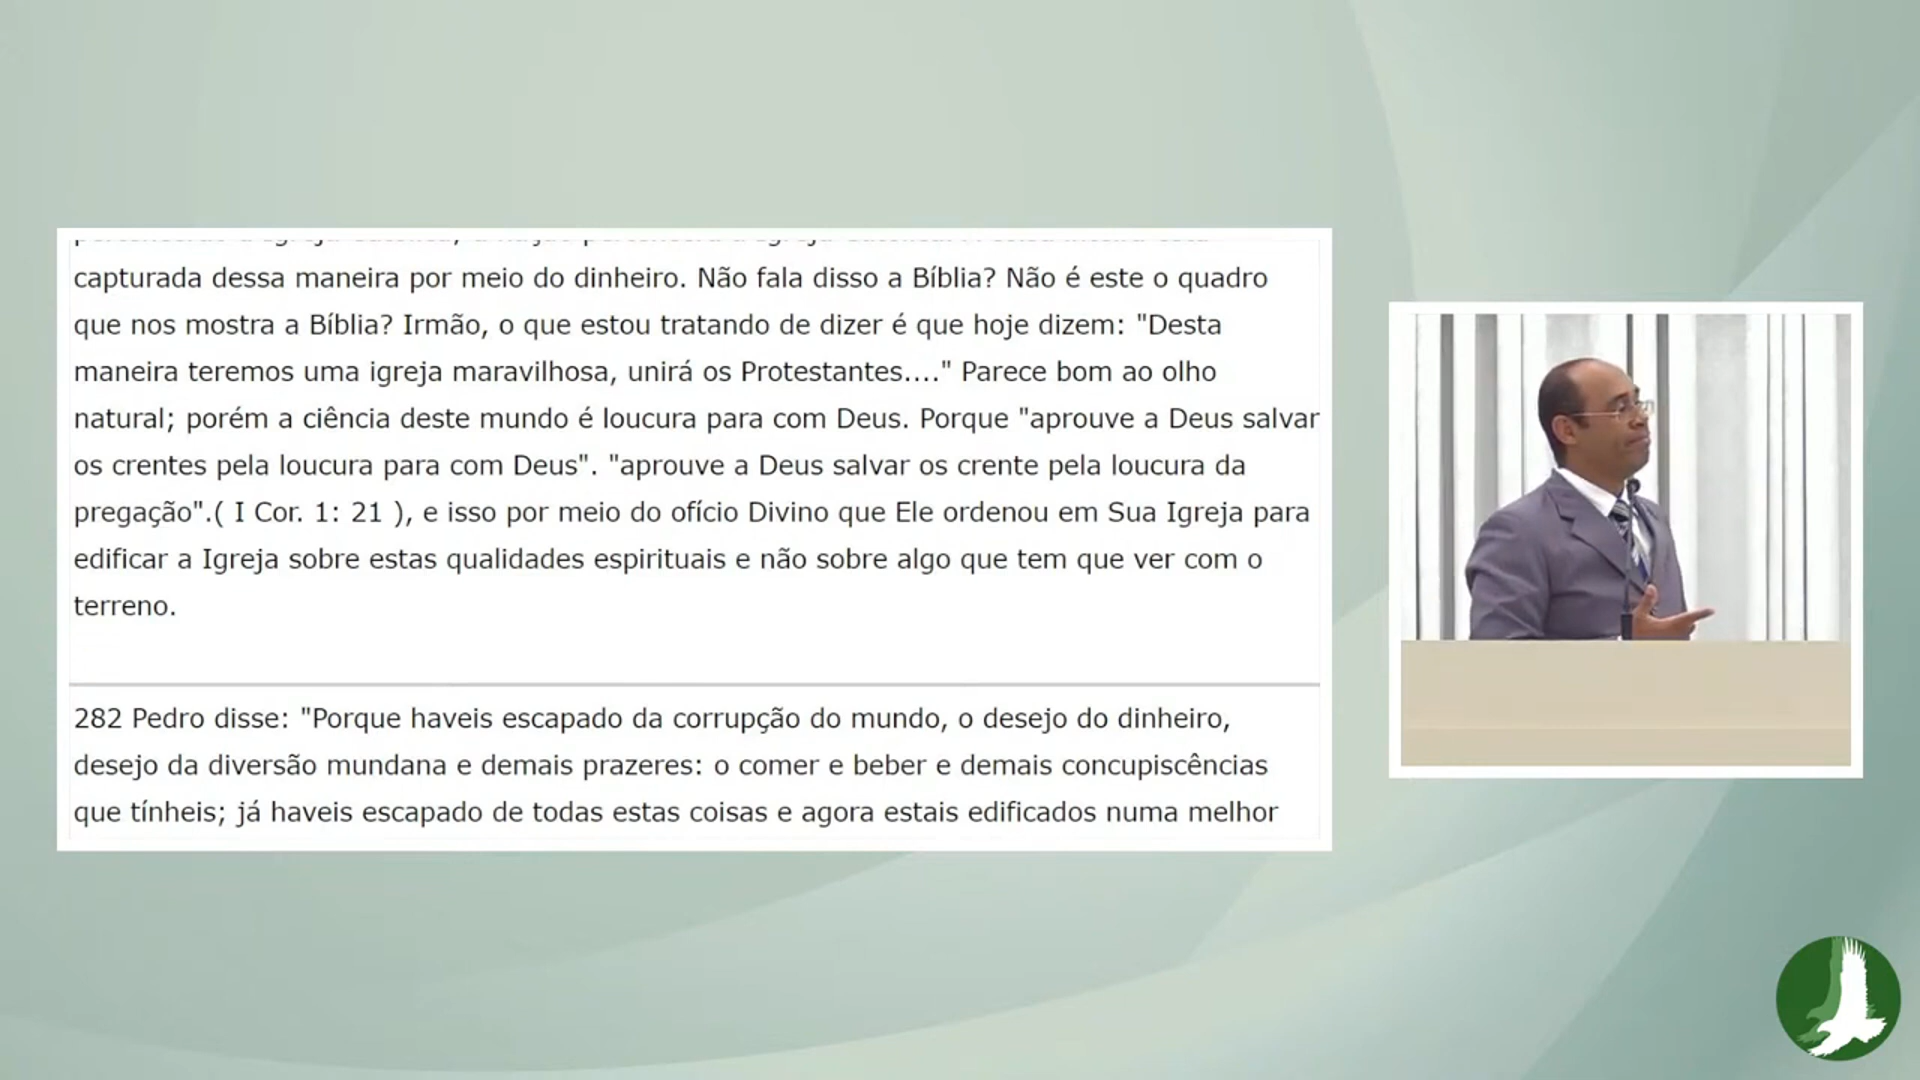 capturada dessa maneira por meio do dinheiro. Não fala disso a Bíblia? Não é este o quadro
que nos mostra a Bíblia? Irmão, o que estou tratando de dizer é que hoje dizem: "Desta
maneira teremos uma igreja maravilhosa, unirá os Protestantes...." Parece bom ao olho
natural; porém a ciência deste mundo é loucura para com Deus. Porque "aprouve a Deus salvar
os crentes pela loucura para com Deus". "aprouve a Deus salvar os crente pela loucura da
pregação".( I Cor. 1: 21 ), e isso por meio do ofício Divino que Ele ordenou em Sua Igreja para
edificar a Igreja sobre estas qualidades espirituais e não sobre algo que tem que ver com o
terreno.
282 Pedro disse: "Porque haveis escapado da corrupção do mundo, o desejo do dinheiro,
desejo da diversão mundana e demais prazeres: o comer e beber e demais concupiscências
que tínheis; já haveis escapado de todas estas coisas e agora estais edificados numa melhor